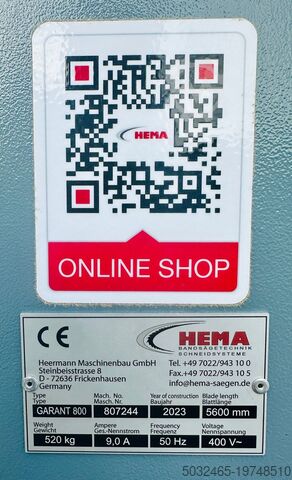 HEMA
ONLINE SHOP
CE
HEMA
BANDSÄGETECHNIK
SCHNEIDSYSTEME
Heermann Maschinenbau GmbH
Steinbeisstrasse 8
D - 72636 Frickenhausen
Germany
Tel. +49 7022/943 10 0
Fax.+49 7022/943 10 5
info@hema-saegen.de
Type Mach. No. Year of construction Blade length
Type Masch. Nr. Baujahr Blattlänge
GARANT 800 807244 2023 5600 mm
Weight Ampere Frequency Voltage
Gewicht Ges.-Nennstrom Frequenz Nennspannung
520 kg 9,0 A 50 Hz 400 V~
5032465-19748510